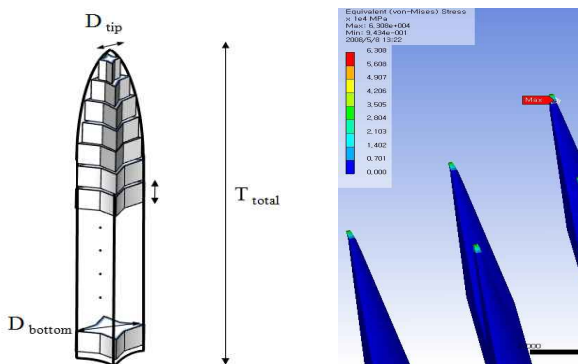 D tip
T total
D bottom
Equivalent (von-Mises) Stress
x 1e4 MPa
Max: 6,308e+004
Min: 9,434e-001
2008/5/8 13:22
6,308
5,607
4,907
4,206
3,505
2,804
2,103
1,402
0,701
0,000
Max